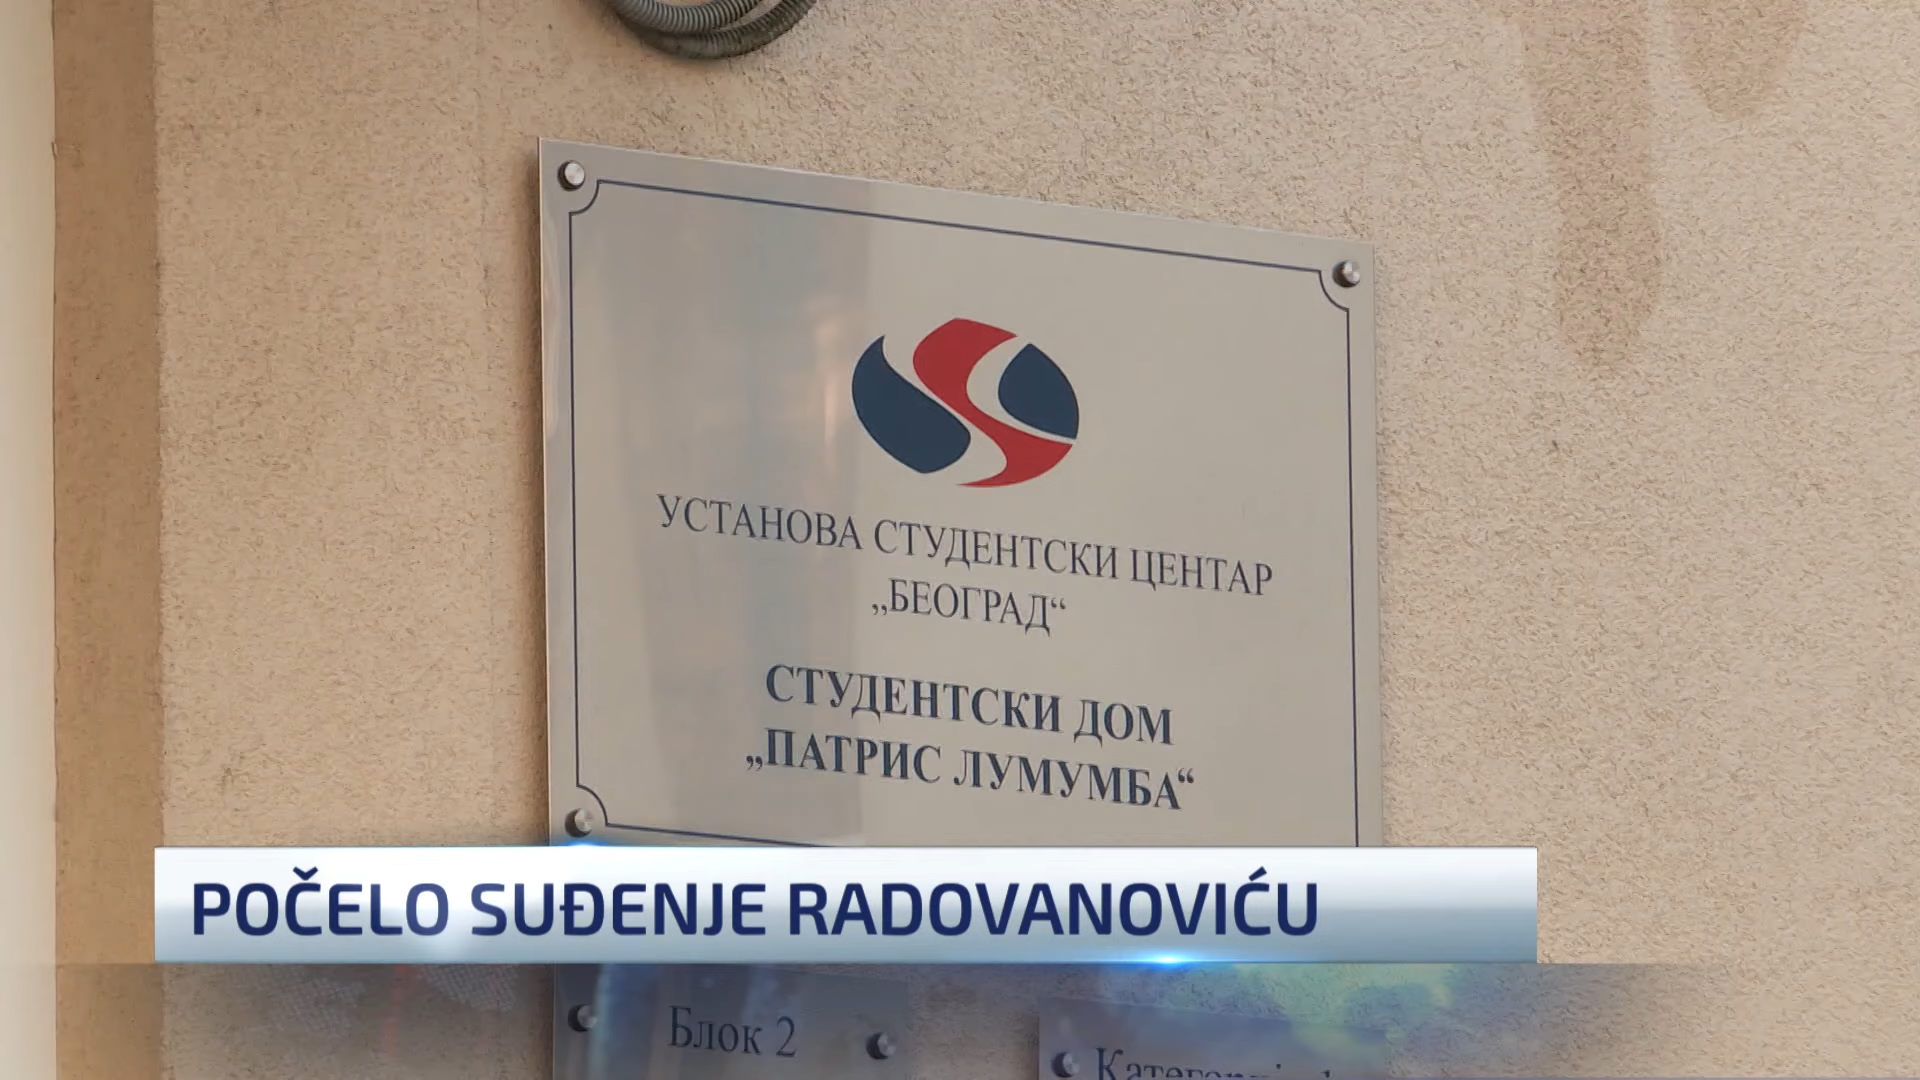 УСТАНОВА СТУДЕНТСКИ ЦЕНТАР
„БЕОГРАД“
СТУДЕНТСКИ ДОМ
„ПАТРИС ЛУМУМБА“
POČELO SUĐENJE RADOVANOVIĆU
Блок 2